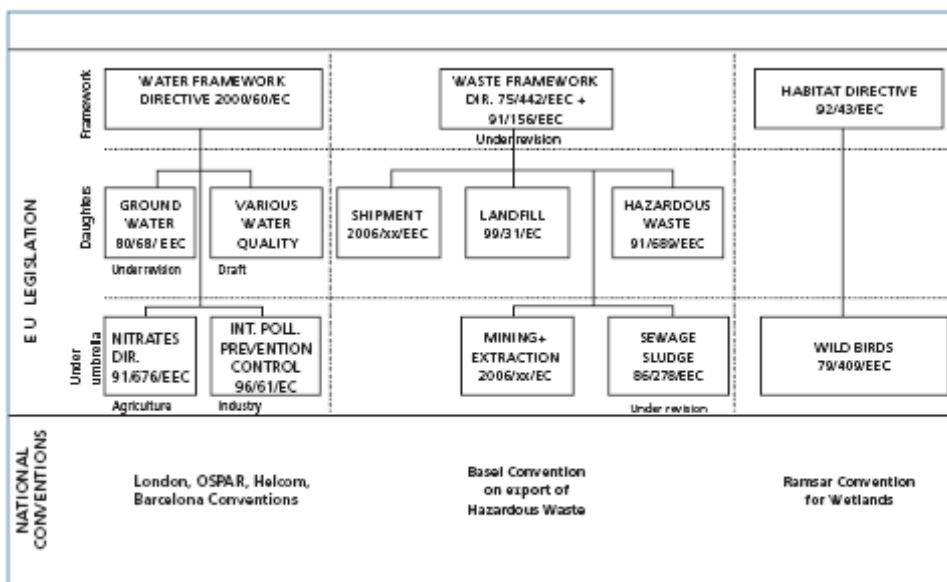 EU LEGISLATION
Framework
WATER FRAMEWORK
DIRECTIVE 2000/60/EC
WASTE FRAMEWORK
DIR. 75/442/EEC +
91/156/EEC
Under revision
HABITAT DIRECTIVE
92/43/EEC
Daughters
GROUND
WATER
80/68/ EEC
Under revision
VARIOUS
WATER
QUALITY
Draft
SHIPMENT
2006/xx/EEC
LANDFILL
99/31/EC
HAZARDOUS
WASTE
91/689/EEC
Under
umbrella
NITRATES
DIR.
91/676/EEC
Agriculture
INT. POLL.
PREVENTION
CONTROL
96/61/EC
Industry
MINING+
EXTRACTION
2006/xx/EC
SEWAGE
SLUDGE
86/278/EEC
Under revision
WILD BIRDS
79/409/EEC
NATIONAL
CONVENTIONS
London, OSPAR, Helcom,
Barcelona Conventions
Basel Convention
on export of
Hazardous Waste
Ramsar Convention
for Wetlands